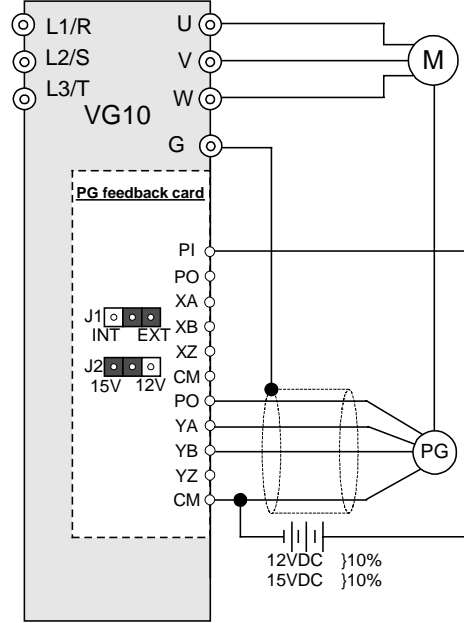 L1/R
L2/S
L3/T
VG10
U
V
W
G
M
PG feedback card
PI
PO
XA
J1
INT EXT
XB
XZ
J2
15V 12V
CM
PO
YA
YB
PG
YZ
CM
12VDC }10%
15VDC }10%